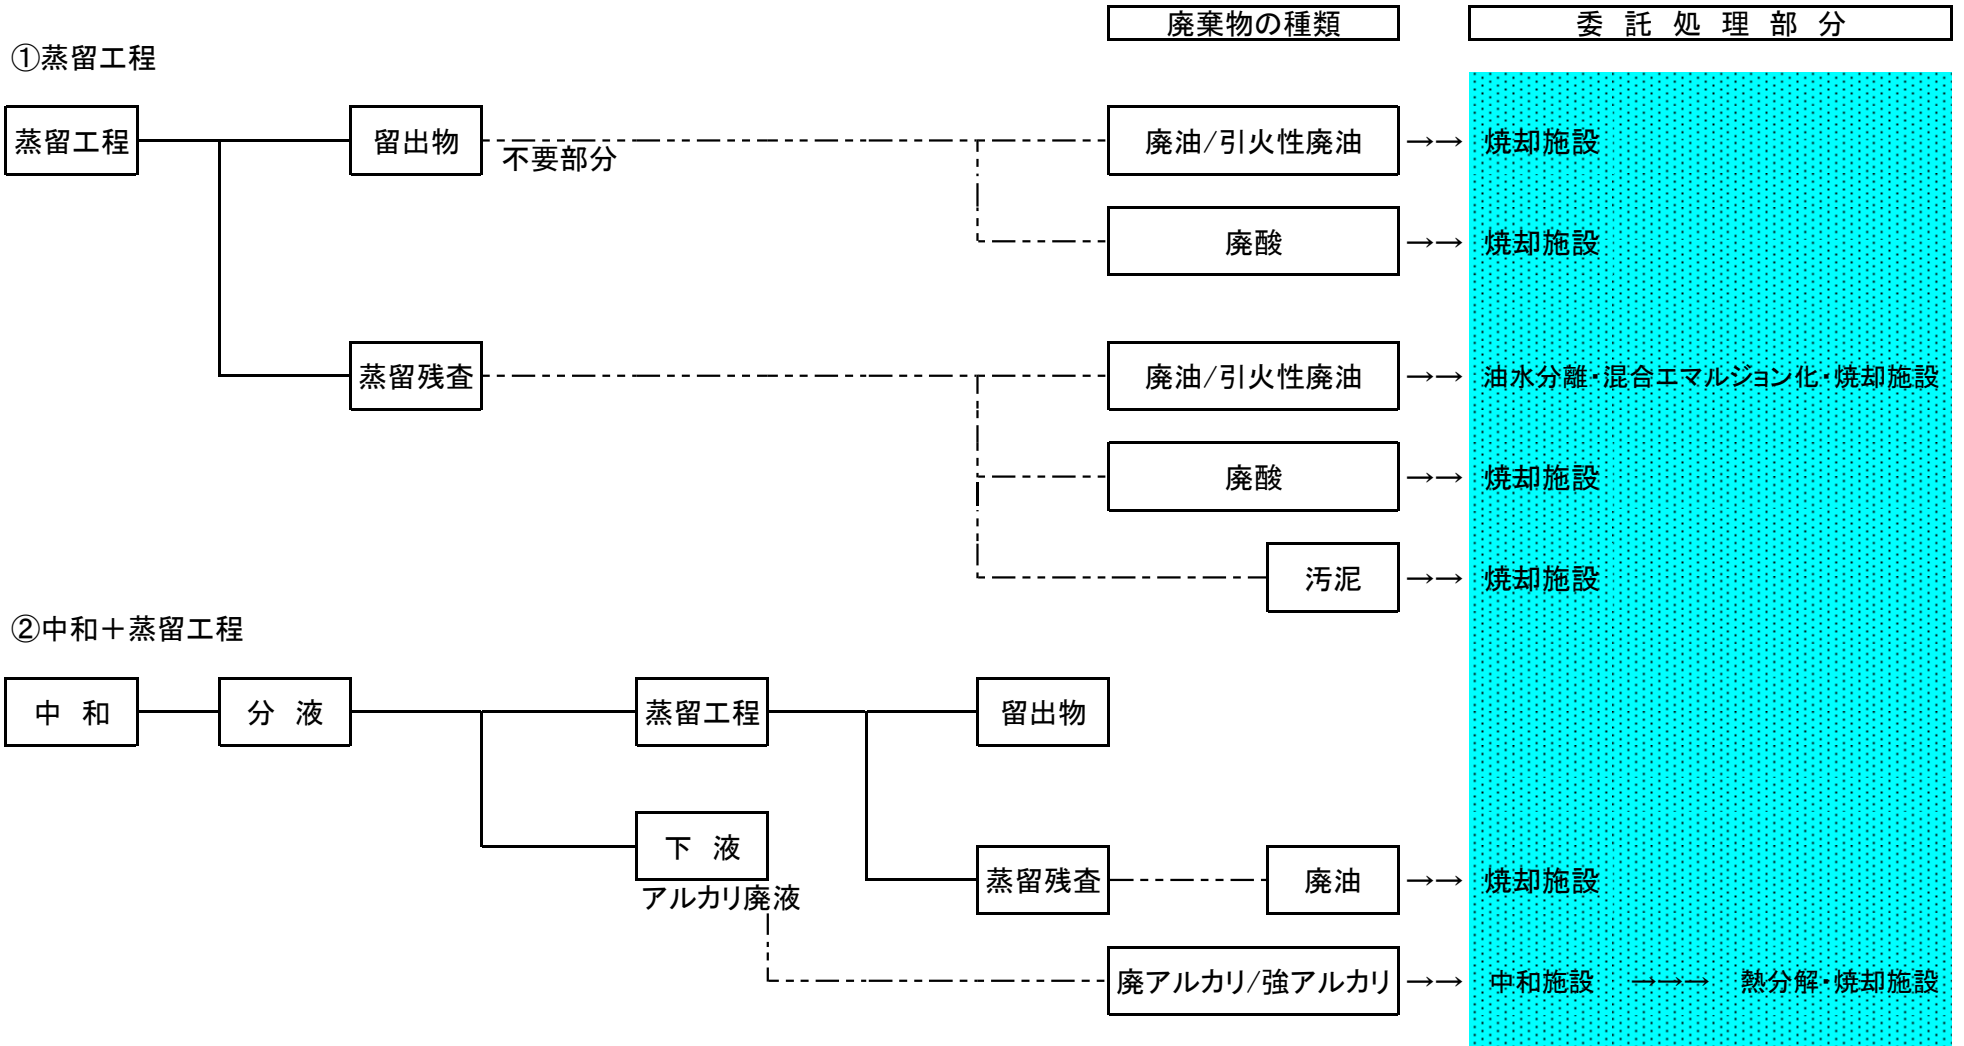 廃棄物の種類
委託処理部分
①蒸留工程
蒸留工程
留出物
不要部分
廃油/引火性廃油
→→
焼却施設
廃酸
→→
焼却施設
蒸留残査
廃油/引火性廃油
→→
油水分離・混合エマルジョン化・焼却施設
廃酸
→→
焼却施設
汚泥
→→
焼却施設
②中和＋蒸留工程
中和
分液
蒸留工程
留出物
下液
アルカリ廃液
蒸留残査
廃油
→→
焼却施設
廃アルカリ/強アルカリ
→→
中和施設 →→→ 熱分解・焼却施設